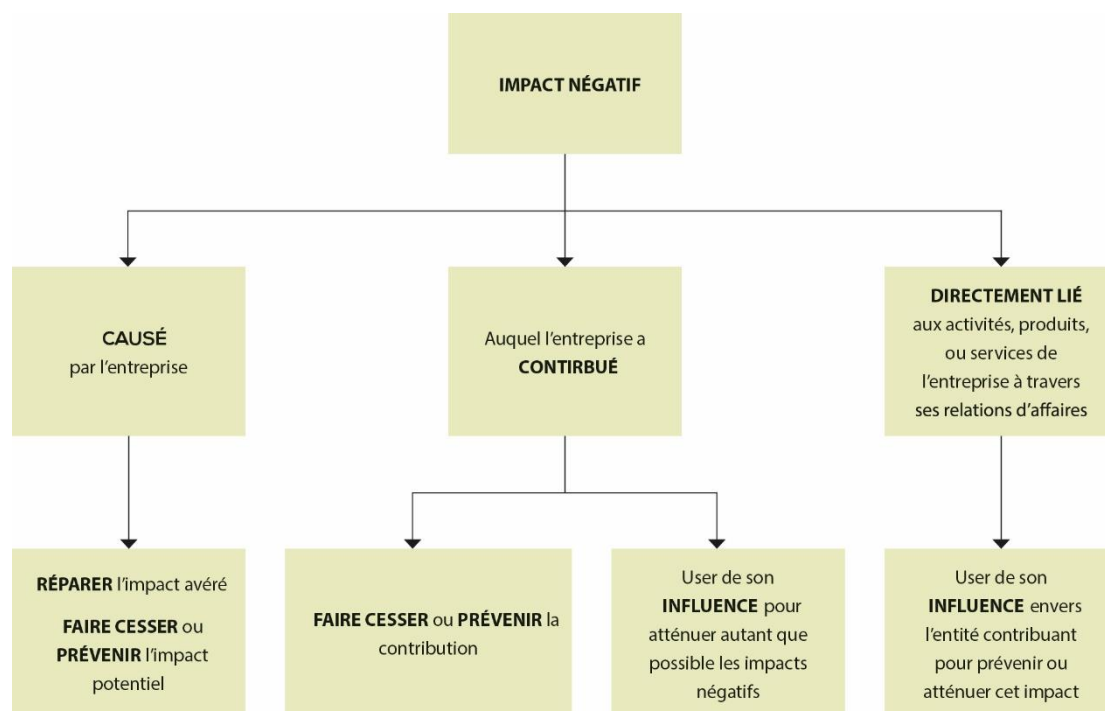 IMPACT NÉGATIF
CAUSÉ
par l’entreprise
Auquel l’entreprise a
CONTIRBUÉ
DIRECTEMENT LIÉ
aux activités, produits,
ou services de
l’entreprise à travers
ses relations d’affaires
RÉPARER l’impact avéré
FAIRE CESSER ou
PRÉVENIR l’impact
potentiel
FAIRE CESSER ou PRÉVENIR la
contribution
User de son
INFLUENCE pour
atténuer autant que
possible les impacts
négatifs
User de son
INFLUENCE envers
l’entité contribuant
pour prévenir ou
atténuer cet impact